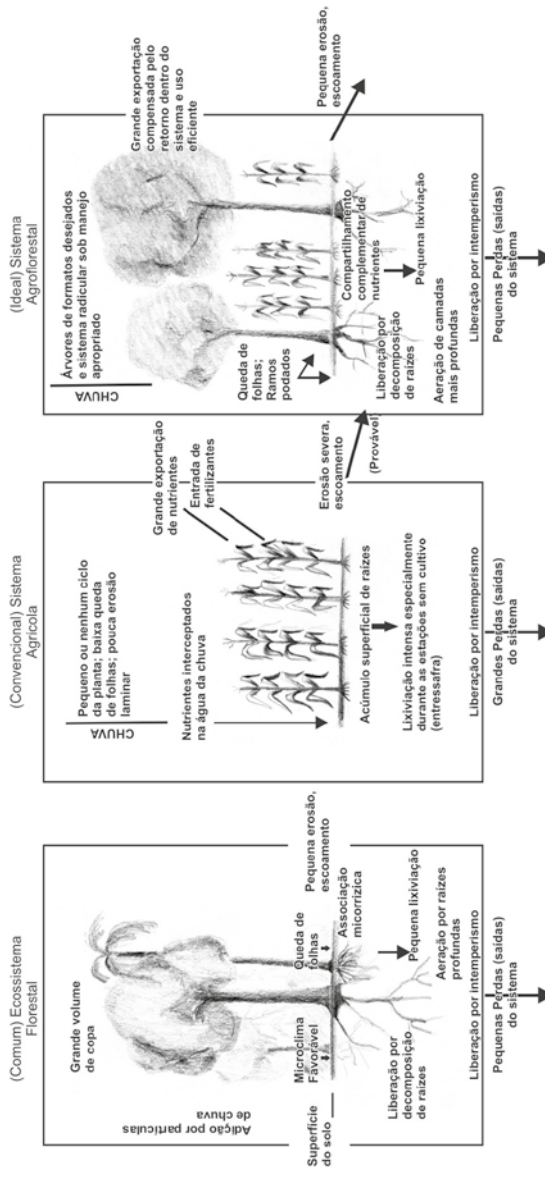 (Comum) Ecossistema
Florestal
Grande volume
de copa
Adição por partículas
de chuva
Microclima
Favorável
Queda de
folhas
Pequena erosão,
escoamento
Superfície
do solo
Associação
micorrizica
Liberação por
decomposição
de raízes
Pequena lixiviação
Aeração por raízes
profundas
Liberação por intemperismo
Pequenas Perdas (saídas)
do sistema
(Convencional) Sistema
Agrícola
CHUVA
Pequeno ou nenhum ciclo
da planta; baixa queda
de folhas; pouca erosão
laminar
Grande exportação
de nutrientes
Entrada de
fertilizantes
Nutrientes interceptados
na água da chuva
Erosão severa,
escoamento
(Provável)
Acúmulo superficial de raízes
Lixiviação intensa especialmente
durante as estações sem cultivo
(entressafra)
Liberação por intemperismo
Grandes Perdas (saídas)
do sistema
(Ideal) Sistema
Agroflorestal
CHUVA
Árvores de formatos desejados
e sistema radicular sob manejo
apropriado
Grande exportação
compensada pelo
retorno dentro do
sistema e uso
eficiente
Queda de
folhas;
Ramos
podados
Pequena erosão,
escoamento
Compartilhamento
complementar de
nutrientes
Liberação por
decomposição
de raízes
Pequena lixiviação
Aeração de camadas
mais profundas
Liberação por intemperismo
Pequenas Perdas (saídas)
do sistema